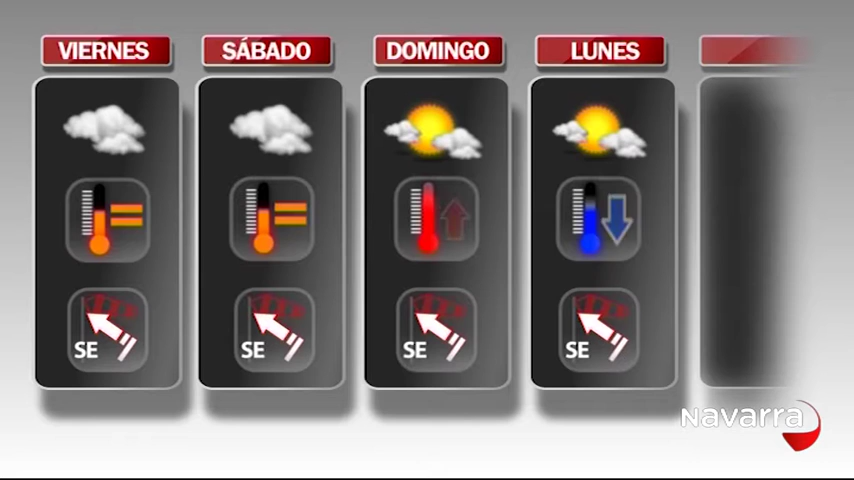 VIERNES
SÁBADO
DOMINGO
LUNES
SE
SE
SE
SE
Navarra